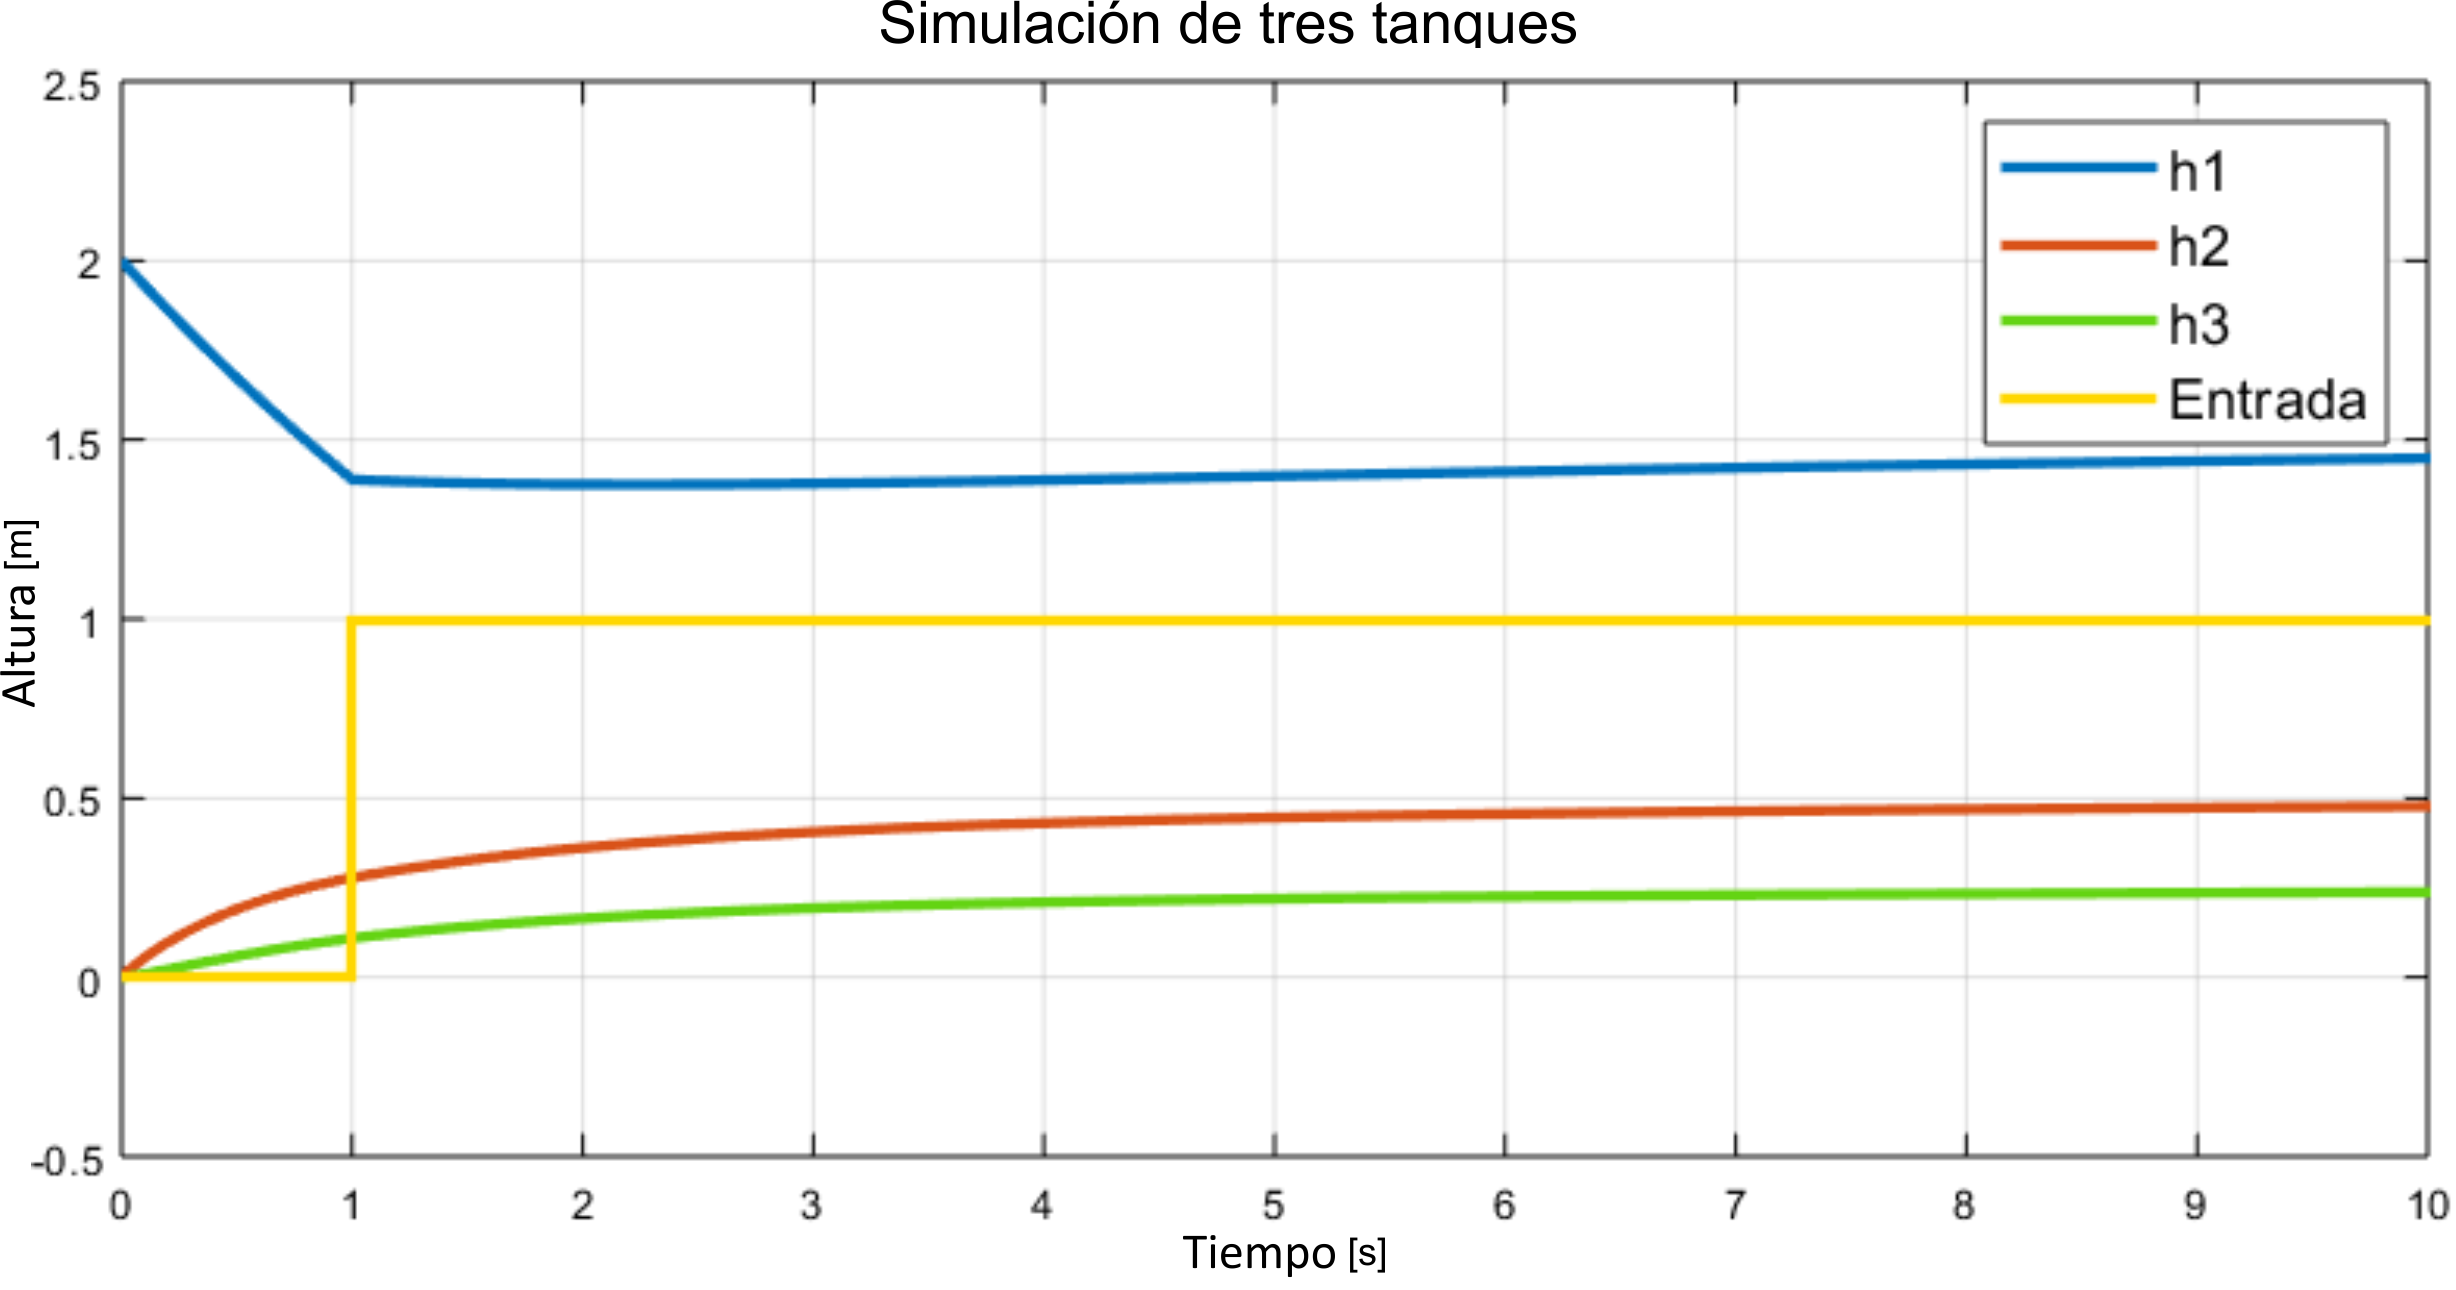 Simulación de tres tanques
2.5
2
1.5
1
0.5
0
-0.5
Altura [m]
h1
h2
h3
Entrada
0 1 2 3 4 5 6 7 8 9 10
Tiempo [s]